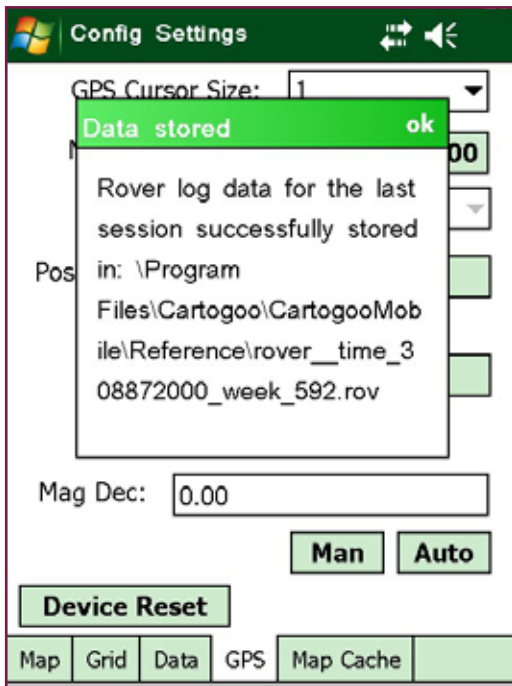 Config Settings
GPS Cursor Size: 1
Data stored ok
00
Rover log data for the last
session successfully stored
Pos
in: \Program
Files\Cartogoo\CartogooMob
ile\Reference\rover__time_3
08872000_week_592.rov
Mag Dec: 0.00
Man Auto
Device Reset
Map Grid Data GPS Map Cache